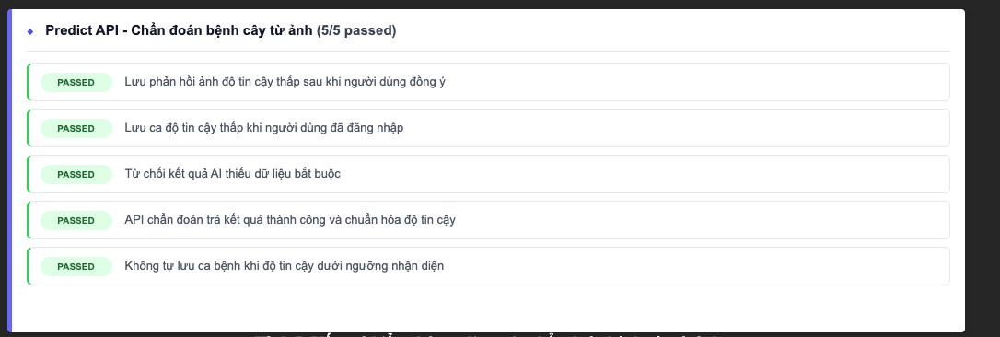 Predict API - Chẩn đoán bệnh cây từ ảnh (5/5 passed)
PASSED Lưu phản hồi ảnh độ tin cậy thấp sau khi người dùng đồng ý
PASSED Lưu ca độ tin cậy thấp khi người dùng đã đăng nhập
PASSED Từ chối kết quả AI thiếu dữ liệu bắt buộc
PASSED API chẩn đoán trả kết quả thành công và chuẩn hóa độ tin cậy
PASSED Không tự lưu ca bệnh khi độ tin cậy dưới ngưỡng nhận diện